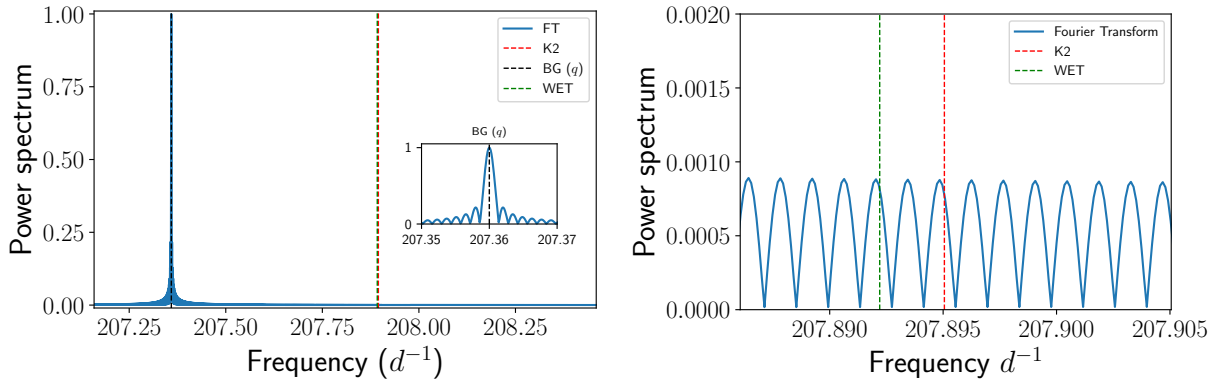 1.00
0.75
0.50
0.25
0.00
Power spectrum
207.25
207.50
207.75
208.00
208.25
Frequency (d⁻¹)
FT
K2
BG (q)
WET
BG (q)
1
0
207.35
207.36
207.37
0.0020
0.0015
0.0010
0.0005
0.0000
Power spectrum
207.890
207.895
207.900
207.905
Frequency d⁻¹
Fourier Transform
K2
WET